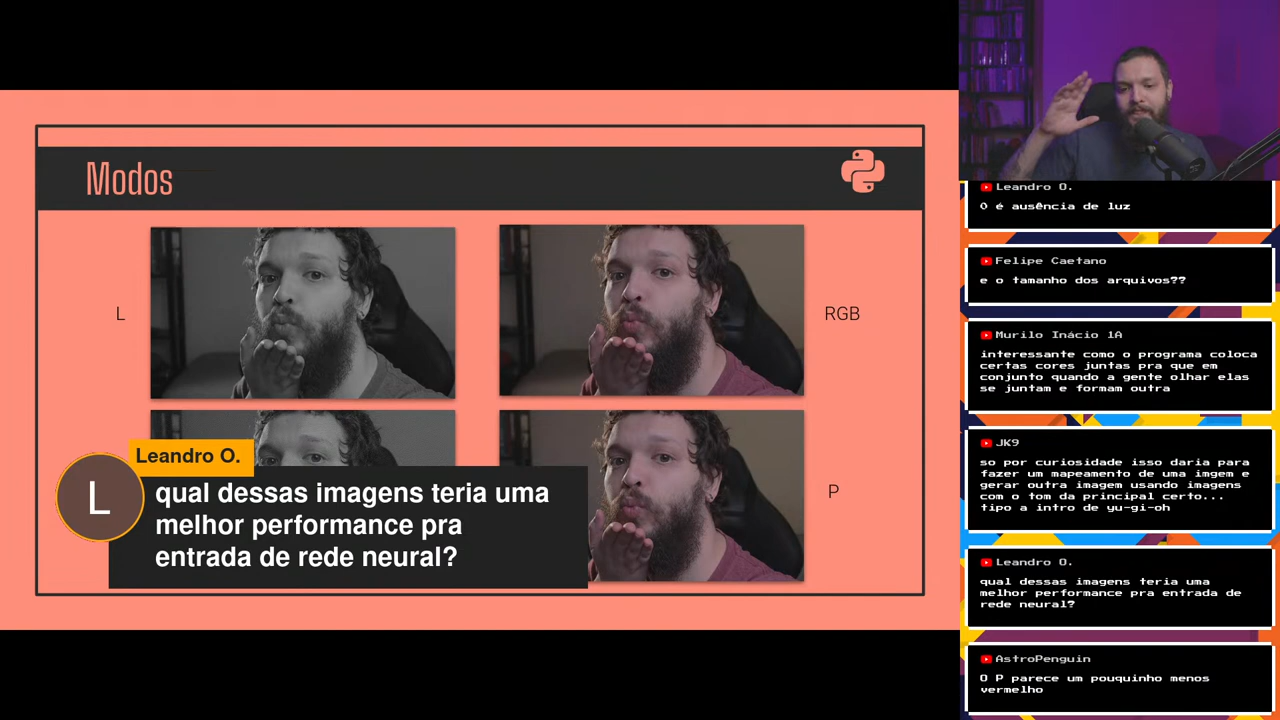 Modos
L
RGB
P
Leandro O.
L
qual dessas imagens teria uma
melhor performance pra
entrada de rede neural?
Leandro O.
0 é ausência de luz
Felipe Caetano
e o tamanho dos arquivos??
Murilo Inácio 1A
interessante como o programa coloca
certas cores juntas pra que em
conjunto quando a gente olhar elas
se juntam e formam outra
JK9
so por curiosidade isso daria para
fazer um mapeamento de uma imgem e
gerar outra imagem usando imagens
com o tom da principal certo...
tipo a intro de yu-gi-oh
Leandro O.
qual dessas imagens teria uma
melhor performance pra entrada de
rede neural?
AstroPenguin
O P parece um pouquinho menos
vermelho